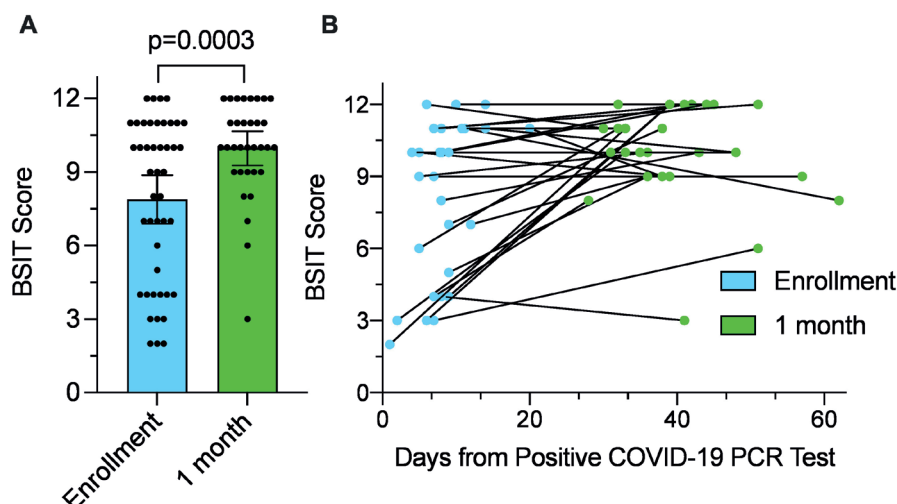 A
p=0.0003
BSIT Score
12
9
6
3
0
Enrollment
1 month
B
BSIT Score
12
9
6
3
0
0
20
40
60
Enrollment
1 month
Days from Positive COVID-19 PCR Test